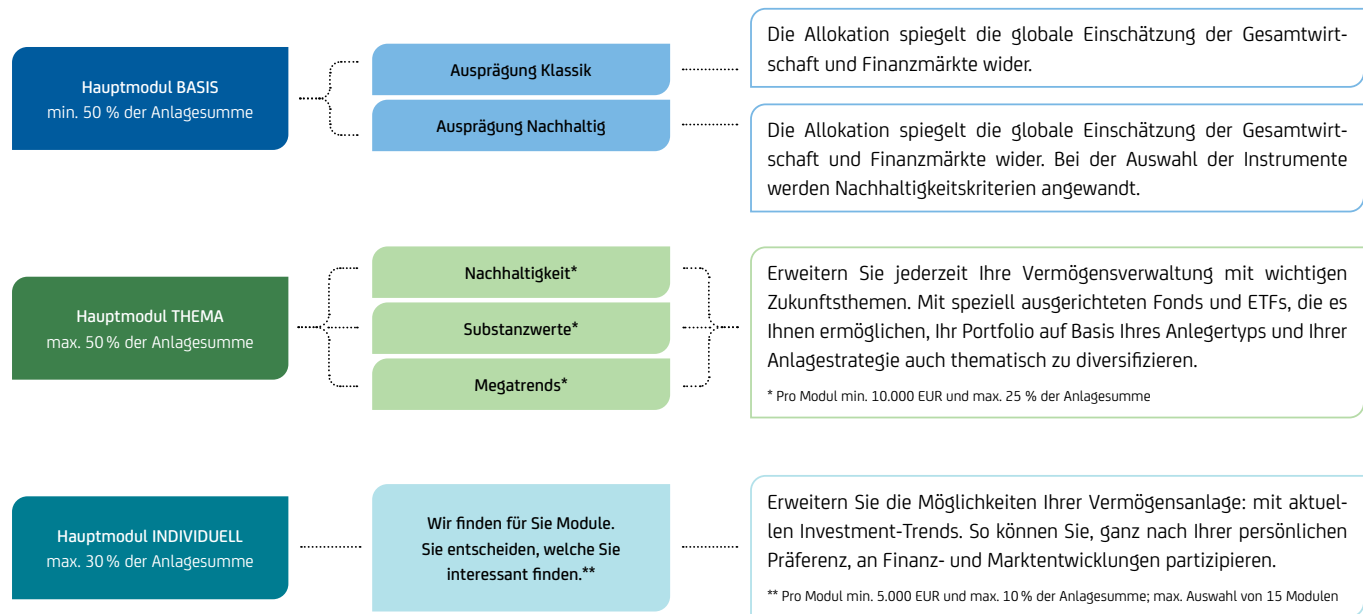 Hauptmodul BASIS
min. 50 % der Anlagesumme
Ausprägung Klassik
Ausprägung Nachhaltig
Die Allokation spiegelt die globale Einschätzung der Gesamtwirt-
schaft und Finanzmärkte wider.
Die Allokation spiegelt die globale Einschätzung der Gesamtwirt-
schaft und Finanzmärkte wider. Bei der Auswahl der Instrumente
werden Nachhaltigkeitskriterien angewandt.
Hauptmodul THEMA
max. 50 % der Anlagesumme
Nachhaltigkeit*
Substanzwerte*
Megatrends*
Erweitern Sie jederzeit Ihre Vermögensverwaltung mit wichtigen
Zukunftsthemen. Mit speziell ausgerichteten Fonds und ETFs, die es
Ihnen ermöglichen, Ihr Portfolio auf Basis Ihres Anlegertyps und Ihrer
Anlagestrategie auch thematisch zu diversifizieren.
* Pro Modul min. 10.000 EUR und max. 25 % der Anlagesumme
Hauptmodul INDIVIDUELL
max. 30 % der Anlagesumme
Wir finden für Sie Module.
Sie entscheiden, welche Sie
interessant finden.**
Erweitern Sie die Möglichkeiten Ihrer Vermögensanlage: mit aktuel-
len Investment-Trends. So können Sie, ganz nach Ihrer persönlichen
Präferenz, an Finanz- und Marktentwicklungen partizipieren.
** Pro Modul min. 5.000 EUR und max. 10 % der Anlagesumme; max. Auswahl von 15 Modulen